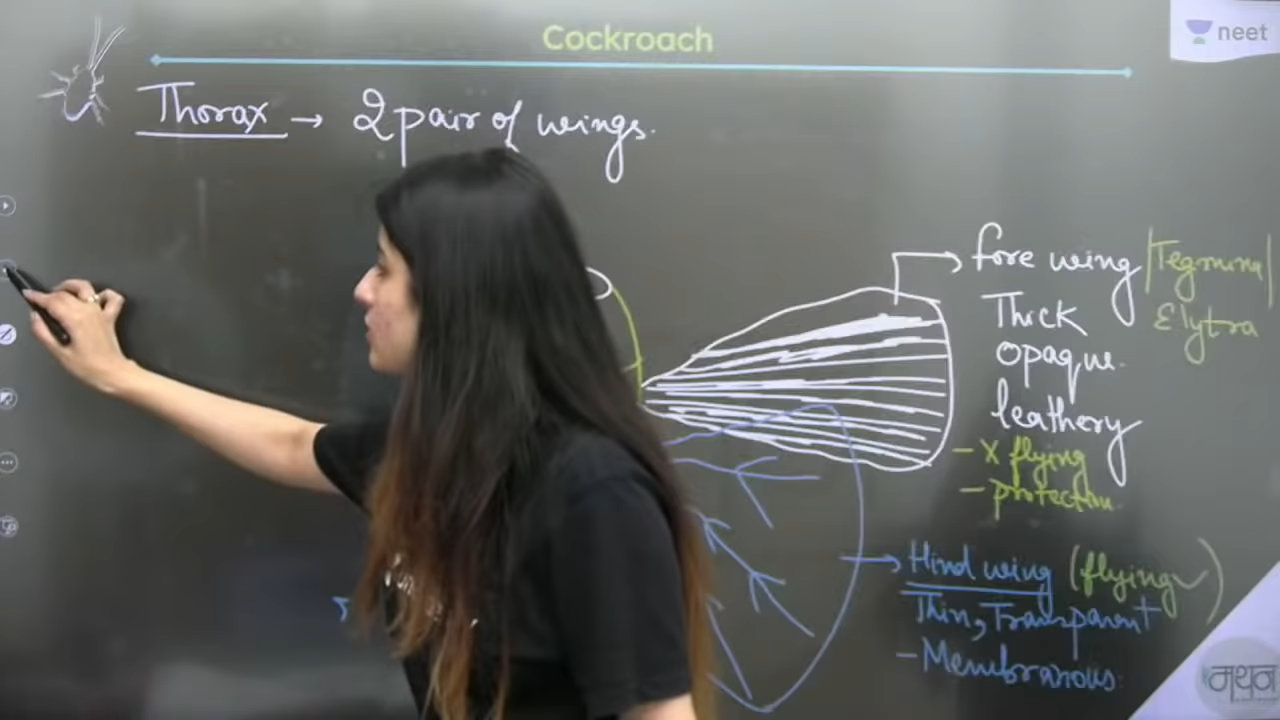 Cockroach
neet
Thorax → 2 pair of wings.
fore wing |Tegmina|
Elytra
Thick
opaque.
leathery
- X flying
- protection.
→ Hind wing (flying✓)
Thin, Transparent
- Membranous.
मंथन